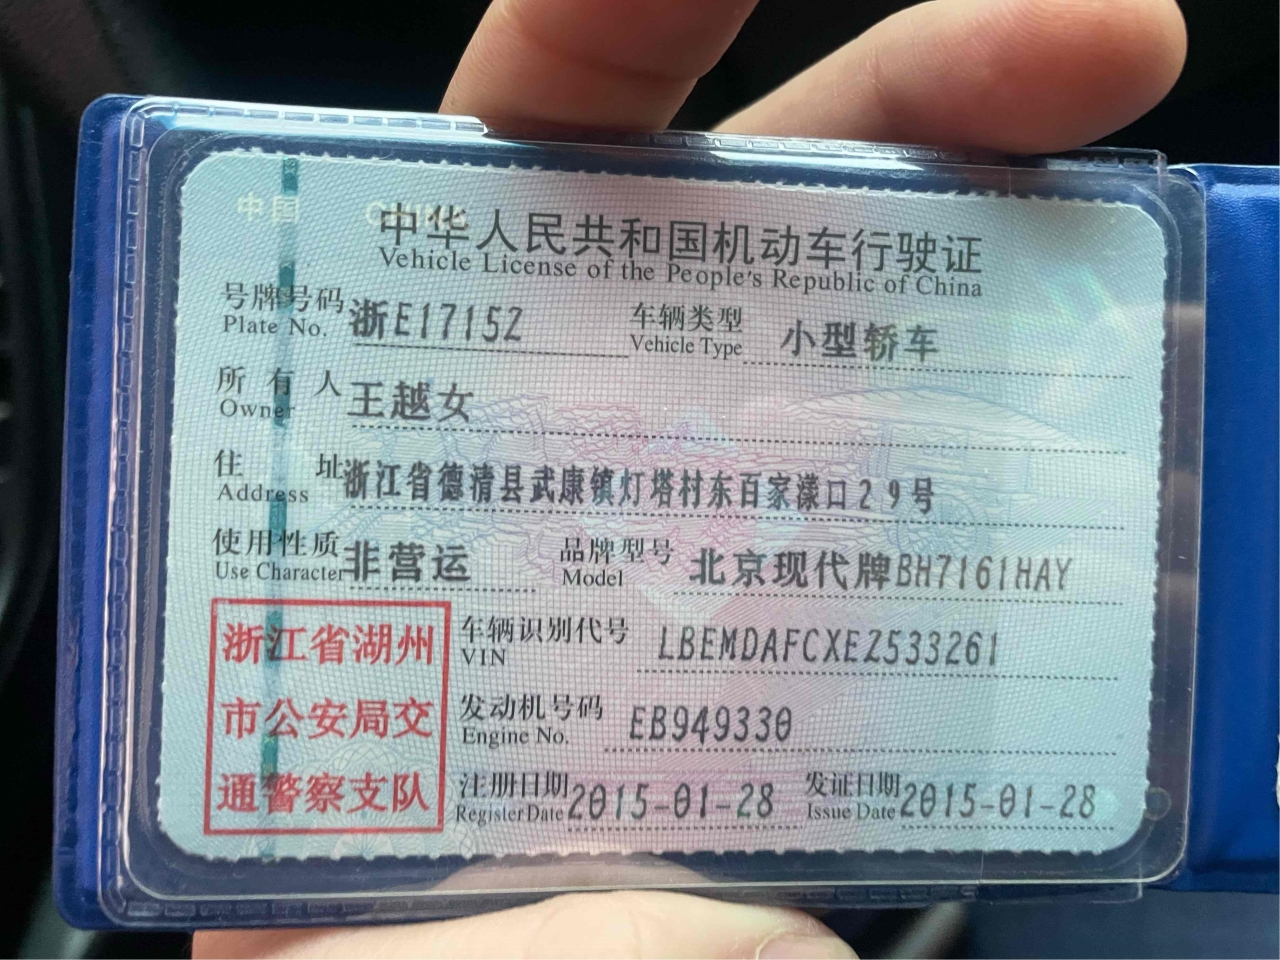 中国 CHINA
中华人民共和国机动车行驶证
Vehicle License of the People's Republic of China
号牌号码 浙E1715Z 车辆类型 小型轿车
Plate No. Vehicle Type
所有人 王越女
Owner
住址 浙江省德清县武康镇灯塔村东百家漾口29号
Address
使用性质 非营运 品牌型号 北京现代牌BH7161HAY
Use Character Model
浙江省湖州
市公安局交
通警察支队
车辆识别代号 LBEMDAFCXEZ533261
VIN
发动机号码 EB949330
Engine No.
注册日期 2015-01-28 发证日期 2015-01-28
Register Date Issue Date